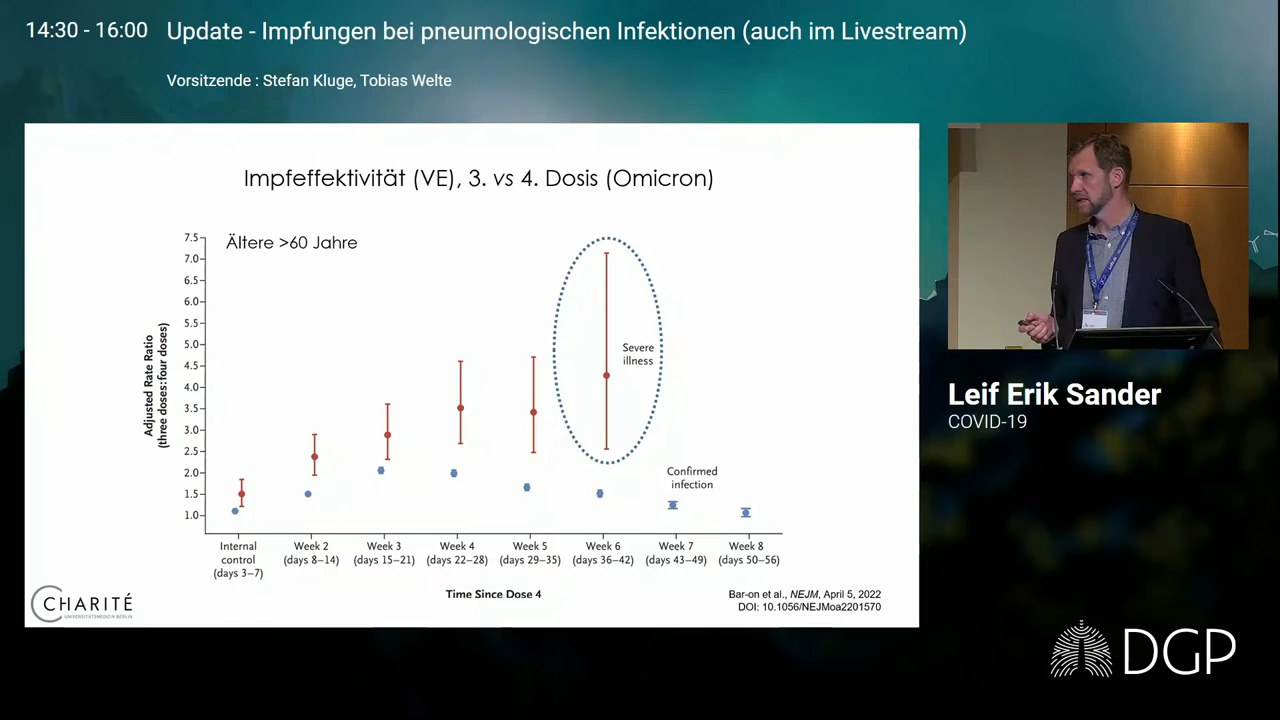 14:30 - 16:00 Update - Impfungen bei pneumologischen Infektionen (auch im Livestream)
Vorsitzende : Stefan Kluge, Tobias Welte
Impfeffektivität (VE), 3. vs 4. Dosis (Omicron)
Ältere >60 Jahre
7.5
7.0
6.5
6.0
5.5
5.0
4.5
4.0
3.5
3.0
2.5
2.0
1.5
1.0
Adjusted Rate Ratio
(three doses:four doses)
Severe
illness
Confirmed
infection
Internal
control
(days 3–7)
Week 2
(days 8–14)
Week 3
(days 15–21)
Week 4
(days 22–28)
Week 5
(days 29–35)
Week 6
(days 36–42)
Week 7
(days 43–49)
Week 8
(days 50–56)
Time Since Dose 4
Bar-on et al., NEJM, April 5, 2022
DOI: 10.1056/NEJMoa2201570
CHARITÉ
UNIVERSITÄTSMEDIZIN BERLIN
Leif Erik Sander
COVID-19
DGP